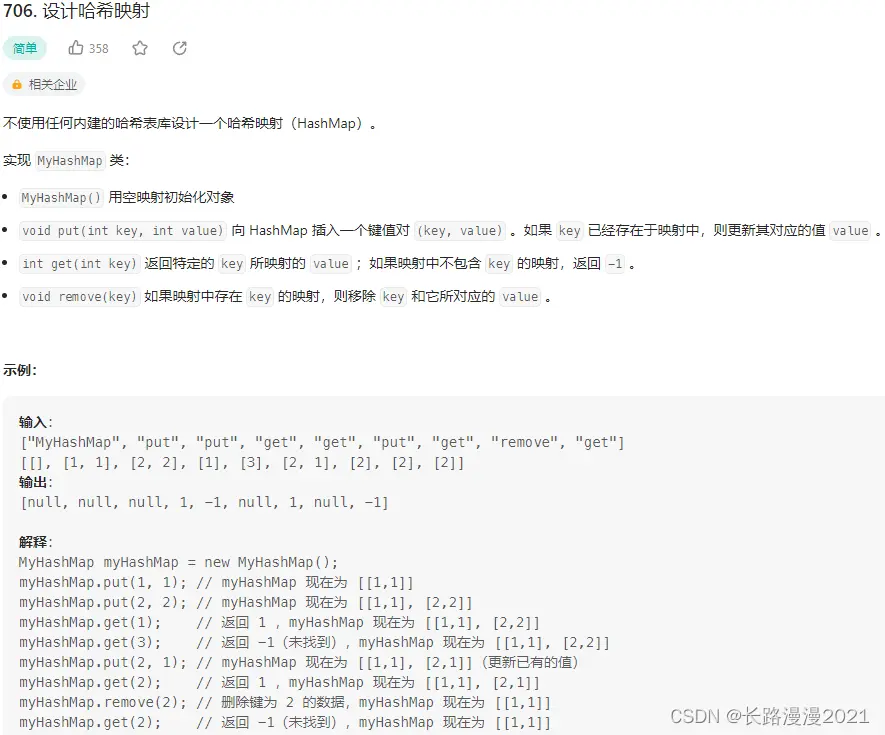 706. 设计哈希映射
简单 358
相关企业
不使用任何内建的哈希表库设计一个哈希映射（HashMap）。
实现 MyHashMap 类：
• MyHashMap() 用空映射初始化对象
• void put(int key, int value) 向 HashMap 插入一个键值对 (key, value) 。如果 key 已经存在于映射中，则更新其对应的值 value 。
• int get(int key) 返回特定的 key 所映射的 value ；如果映射中不包含 key 的映射，返回 -1 。
• void remove(key) 如果映射中存在 key 的映射，则移除 key 和它所对应的 value 。
示例：
输入：
["MyHashMap", "put", "put", "get", "get", "put", "get", "remove", "get"]
[[], [1, 1], [2, 2], [1], [3], [2, 1], [2], [2], [2]]
输出：
[null, null, null, 1, -1, null, 1, null, -1]
解释：
MyHashMap myHashMap = new MyHashMap();
myHashMap.put(1, 1); // myHashMap 现在为 [[1,1]]
myHashMap.put(2, 2); // myHashMap 现在为 [[1,1], [2,2]]
myHashMap.get(1);    // 返回 1 ，myHashMap 现在为 [[1,1], [2,2]]
myHashMap.get(3);    // 返回 -1（未找到），myHashMap 现在为 [[1,1], [2,2]]
myHashMap.put(2, 1); // myHashMap 现在为 [[1,1], [2,1]]（更新已有的值）
myHashMap.get(2);    // 返回 1 ，myHashMap 现在为 [[1,1], [2,1]]
myHashMap.remove(2); // 删除键为 2 的数据，myHashMap 现在为 [[1,1]]
myHashMap.get(2);    // 返回 -1（未找到），myHashMap 现在为 [[1,1]]
CSDN @长路漫漫2021